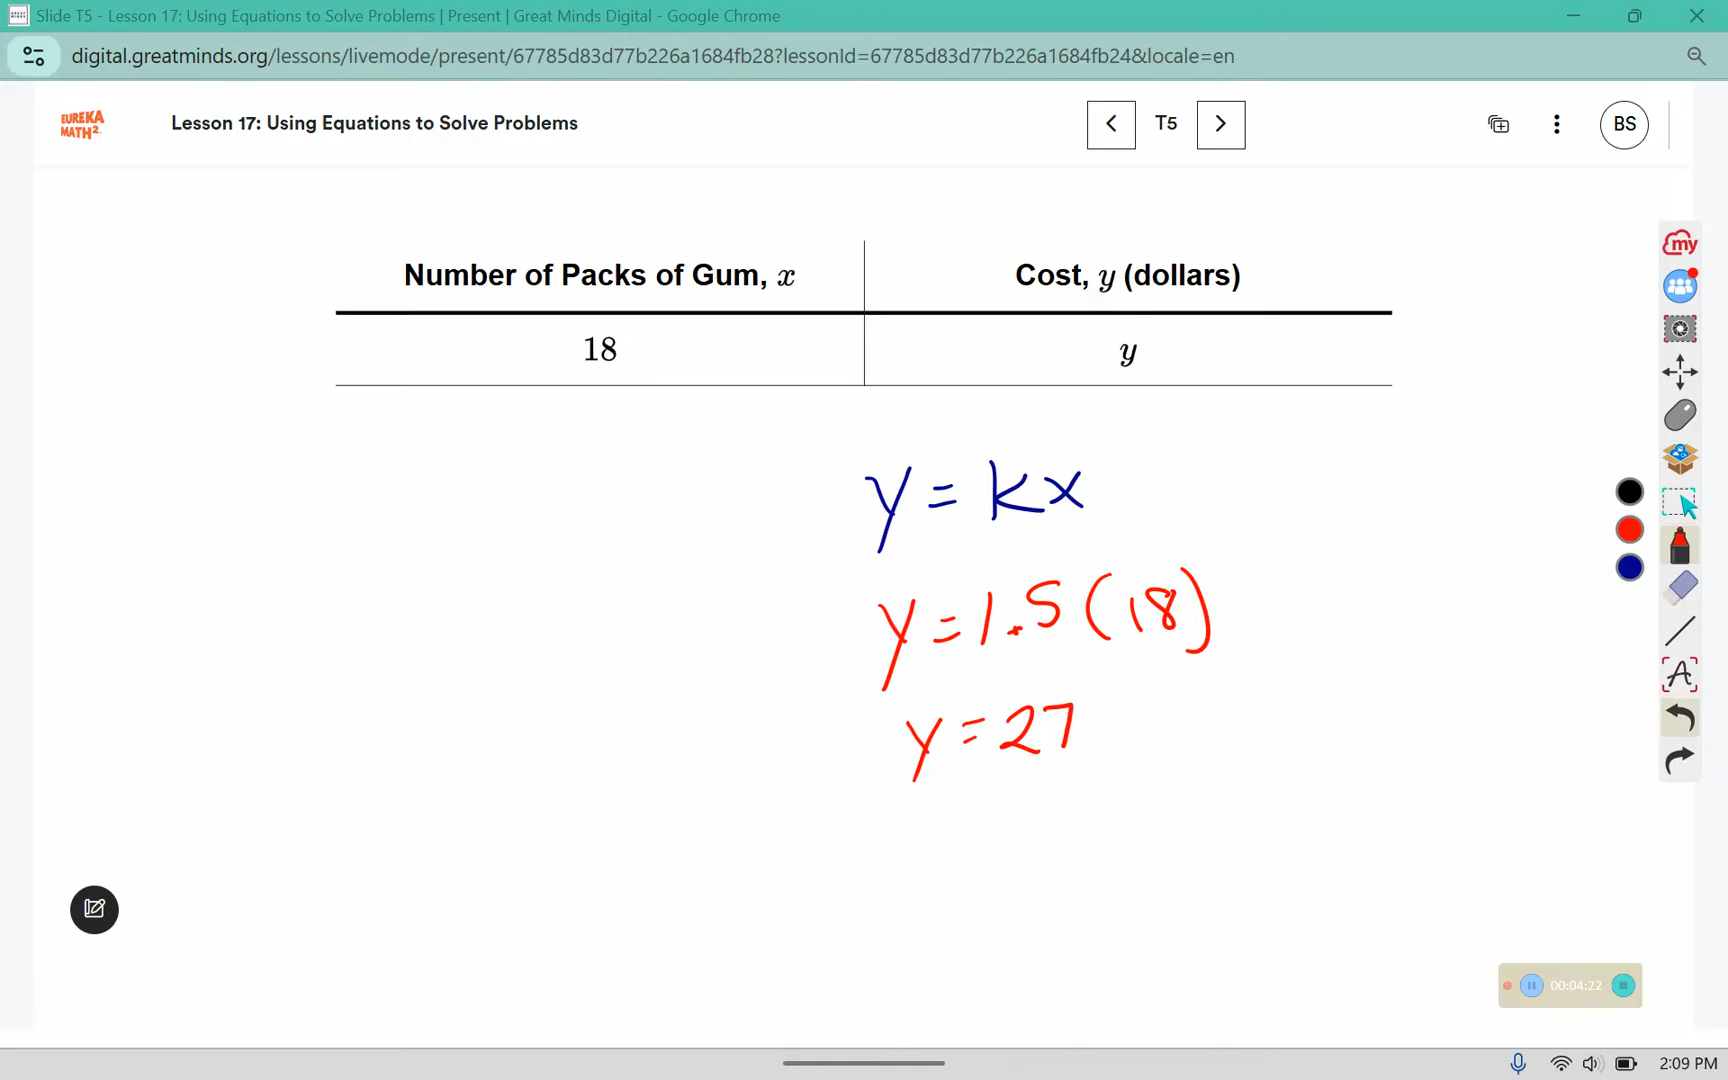 Slide T5 - Lesson 17: Using Equations to Solve Problems | Present | Great Minds Digital - Google Chrome
digital.greatminds.org/lessons/livemode/present/67785d83d77b226a1684fb28?lessonId=67785d83d77b226a1684fb24&locale=en
EUREKA MATH²
Lesson 17: Using Equations to Solve Problems
T5
BS
Number of Packs of Gum, x
Cost, y (dollars)
18
y
y = kx
y = 1.5 (18)
y = 27
my
A
00:04:22
2:09 PM